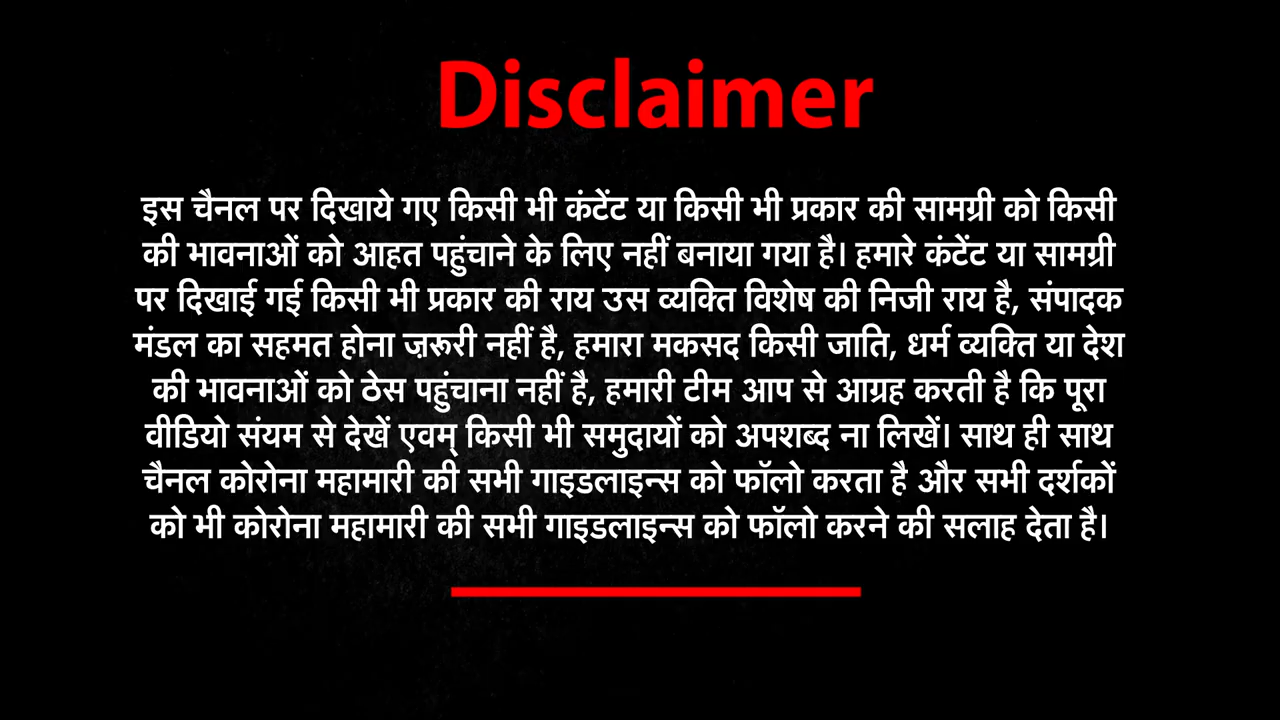 Disclaimer
इस चैनल पर दिखाये गए किसी भी कंटेंट या किसी भी प्रकार की सामग्री को किसी
की भावनाओं को आहत पहुंचाने के लिए नहीं बनाया गया है। हमारे कंटेंट या सामग्री
पर दिखाई गई किसी भी प्रकार की राय उस व्यक्ति विशेष की निजी राय है, संपादक
मंडल का सहमत होना ज़रूरी नहीं है, हमारा मकसद किसी जाति, धर्म व्यक्ति या देश
की भावनाओं को ठेस पहुंचाना नहीं है, हमारी टीम आप से आग्रह करती है कि पूरा
वीडियो संयम से देखें एवम् किसी भी समुदायों को अपशब्द ना लिखें। साथ ही साथ
चैनल कोरोना महामारी की सभी गाइडलाइन्स को फॉलो करता है और सभी दर्शकों
को भी कोरोना महामारी की सभी गाइडलाइन्स को फॉलो करने की सलाह देता है।